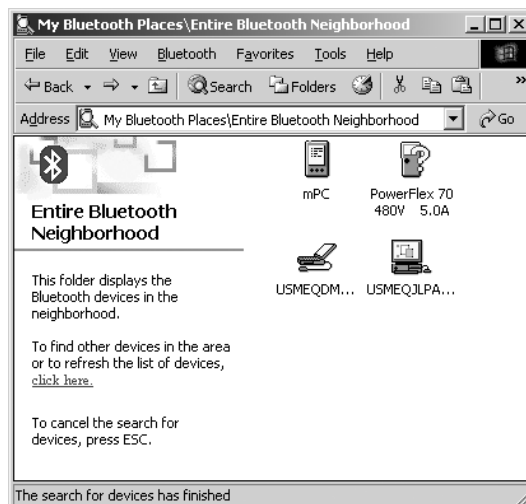 My Bluetooth Places\Entire Bluetooth Neighborhood
File Edit View Bluetooth Favorites Tools Help
Back Search Folders »
Address My Bluetooth Places\Entire Bluetooth Neighborhood Go
Entire Bluetooth
Neighborhood
This folder displays the
Bluetooth devices in the
neighborhood.
To find other devices in the area
or to refresh the list of devices,
click here.
To cancel the search for
devices, press ESC.
mPC
PowerFlex 70
480V 5.0A
USMEQDM...
USMEQJLPA...
The search for devices has finished